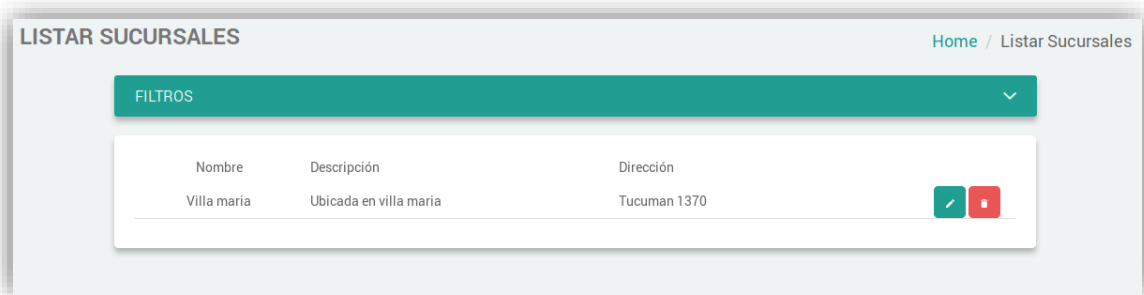 LISTAR SUCURSALES
Home / Listar Sucursales
FILTROS
Nombre Descripción Dirección
Villa maria Ubicada en villa maria Tucuman 1370